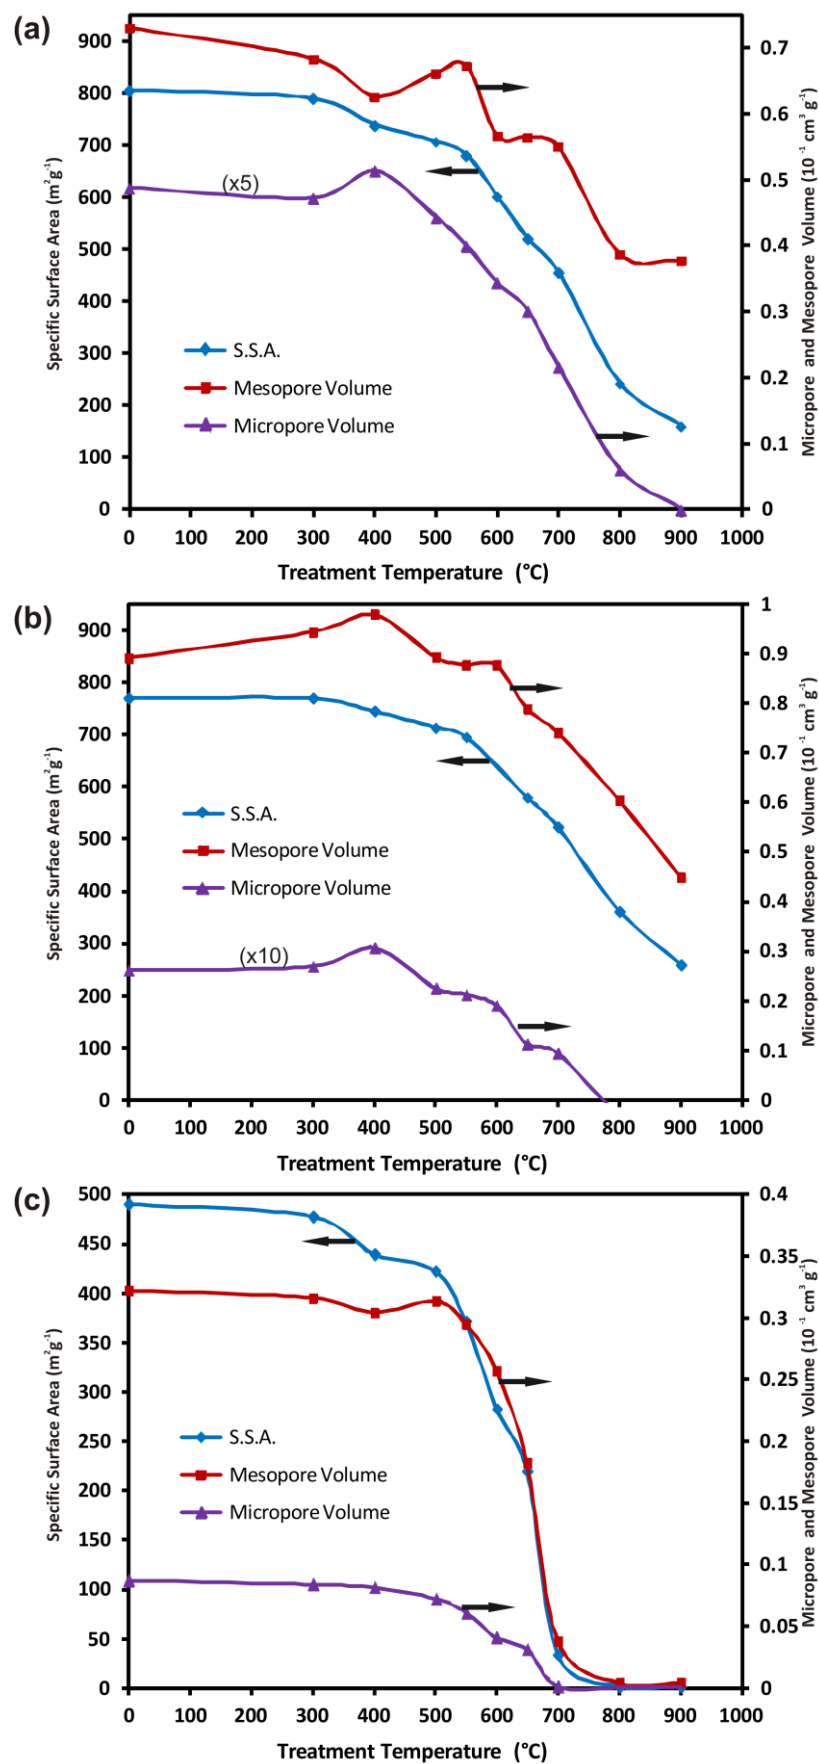 (a)
900
800
700
600
500
400
300
200
100
0
Specific Surface Area (m²g⁻¹)
0.7
0.6
0.5
0.4
0.3
0.2
0.1
0
Micropore and Mesopore Volume (10⁻¹ cm³ g⁻¹)
(x5)
S.S.A.
Mesopore Volume
Micropore Volume
0 100 200 300 400 500 600 700 800 900 1000
Treatment Temperature (°C)
(b)
900
800
700
600
500
400
300
200
100
0
Specific Surface Area (m²g⁻¹)
1
0.9
0.8
0.7
0.6
0.5
0.4
0.3
0.2
0.1
0
Micropore and Mesopore Volume (10⁻¹ cm³ g⁻¹)
S.S.A.
Mesopore Volume
Micropore Volume
(x10)
0 100 200 300 400 500 600 700 800 900 1000
Treatment Temperature (°C)
(c)
500
450
400
350
300
250
200
150
100
50
0
Specific Surface Area (m²g⁻¹)
0.4
0.35
0.3
0.25
0.2
0.15
0.1
0.05
0
Micropore and Mesopore Volume (10⁻¹ cm³ g⁻¹)
S.S.A.
Mesopore Volume
Micropore Volume
0 100 200 300 400 500 600 700 800 900 1000
Treatment Temperature (°C)